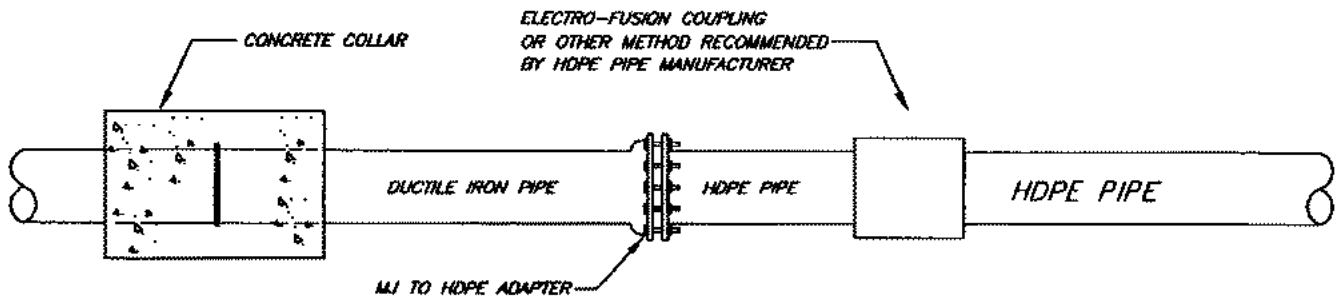 ELECTRO-FUSION COUPLING
OR OTHER METHOD RECOMMENDED
BY HDPE PIPE MANUFACTURER
CONCRETE COLLAR
DUCTILE IRON PIPE
HDPE PIPE
HDPE PIPE
MJ TO HDPE ADAPTER